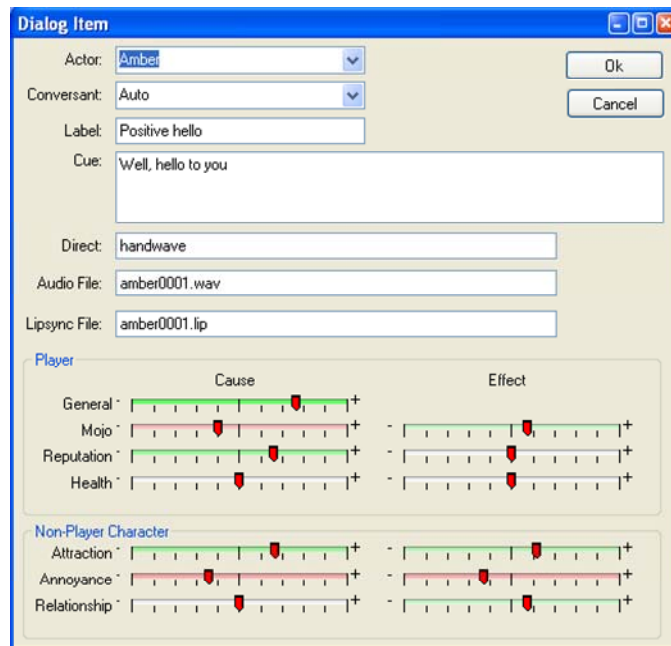 Dialog Item
Actor: Amber
Ok
Conversant: Auto
Cancel
Label: Positive hello
Cue: Well, hello to you
Direct: handwave
Audio File: amber0001.wav
Lipsync File: amber0001.lip
Player
Cause Effect
General - +
Mojo - + - +
Reputation - + - +
Health - + - +
Non-Player Character
Attraction - + - +
Annoyance - + - +
Relationship - + - +